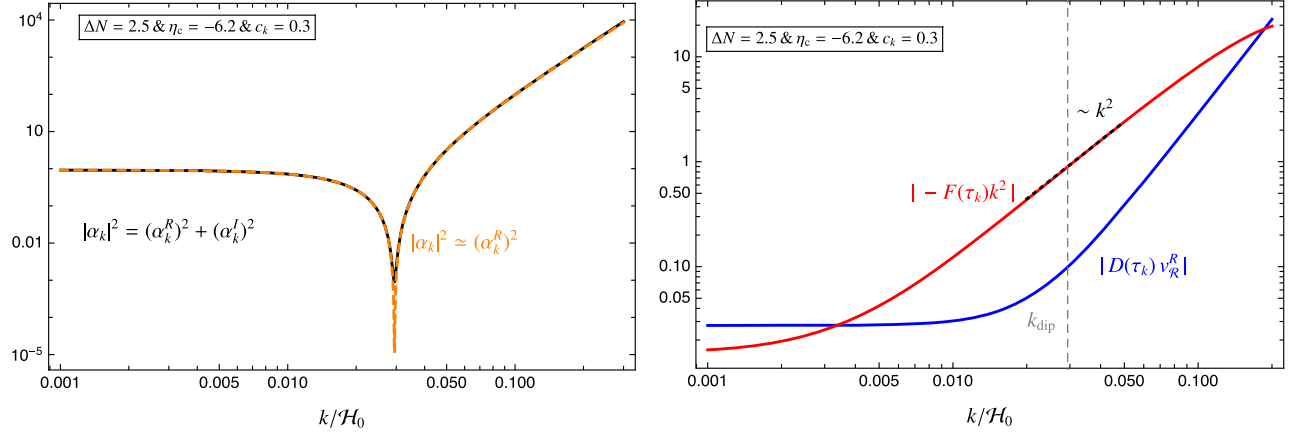 ΔN = 2.5 & η_c = −6.2 & c_k = 0.3
10^4
10
0.01
10^−5
|α_k|^2 = (α_k^R)^2 + (α_k^I)^2
|α_k|^2 ≃ (α_k^R)^2
0.001 0.005 0.010 0.050 0.100
k/ℋ_0
ΔN = 2.5 & η_c = −6.2 & c_k = 0.3
10
5
1
0.50
0.10
0.05
∼ k^2
| − F(τ_k)k^2 |
| D(τ_k) v_ℛ^R |
k_dip
0.001 0.005 0.010 0.050 0.100
k/ℋ_0